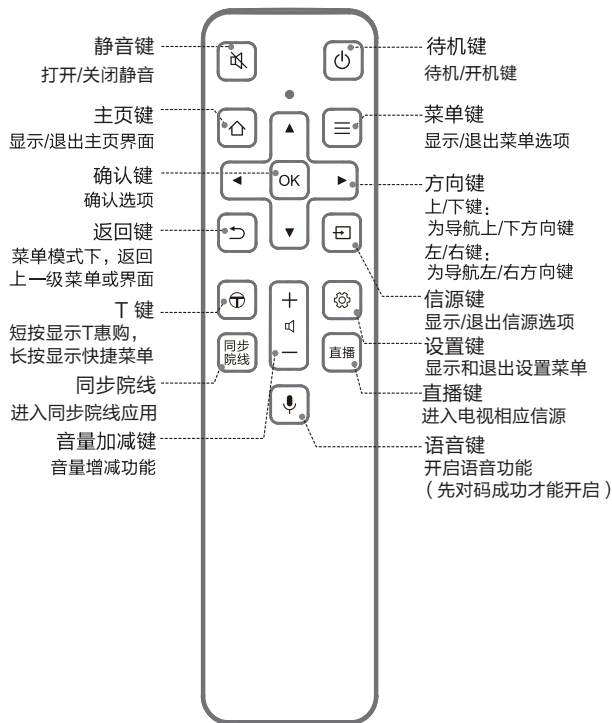 静音键
打开/关闭静音
主页键
显示/退出主页界面
确认键
确认选项
返回键
菜单模式下，返回
上一级菜单或界面
T 键
短按显示T惠购，
长按显示快捷菜单
同步院线
进入同步院线应用
音量加减键
音量增减功能
OK
同步
院线
直播
待机键
待机/开机键
菜单键
显示/退出菜单选项
方向键
上/下键：
为导航上/下方向键
左/右键：
为导航左/右方向键
信源键
显示/退出信源选项
设置键
显示和退出设置菜单
直播键
进入电视相应信源
语音键
开启语音功能
（先对码成功才能开启）